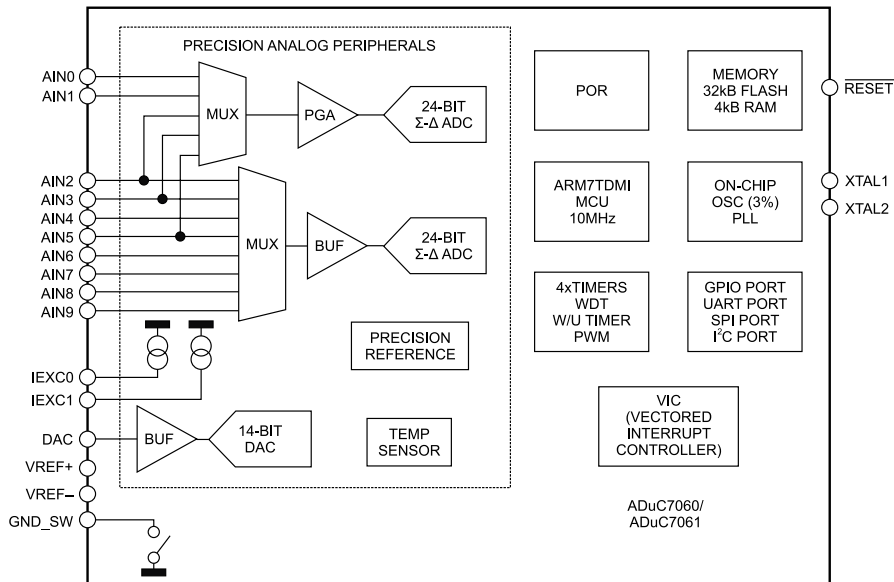 PRECISION ANALOG PERIPHERALS
AIN0
AIN1
MUX
PGA
24-BIT
Σ-Δ ADC
POR
MEMORY
32kB FLASH
4kB RAM
RESET
AIN2
AIN3
AIN4
AIN5
AIN6
AIN7
AIN8
AIN9
MUX
BUF
24-BIT
Σ-Δ ADC
ARM7TDMI
MCU
10MHz
ON-CHIP
OSC (3%)
PLL
XTAL1
XTAL2
4xTIMERS
WDT
W/U TIMER
PWM
GPIO PORT
UART PORT
SPI PORT
I²C PORT
PRECISION
REFERENCE
IEXC0
IEXC1
DAC
BUF
14-BIT
DAC
TEMP
SENSOR
VIC
(VECTORED
INTERRUPT
CONTROLLER)
VREF+
VREF–
GND_SW
ADuC7060/
ADuC7061